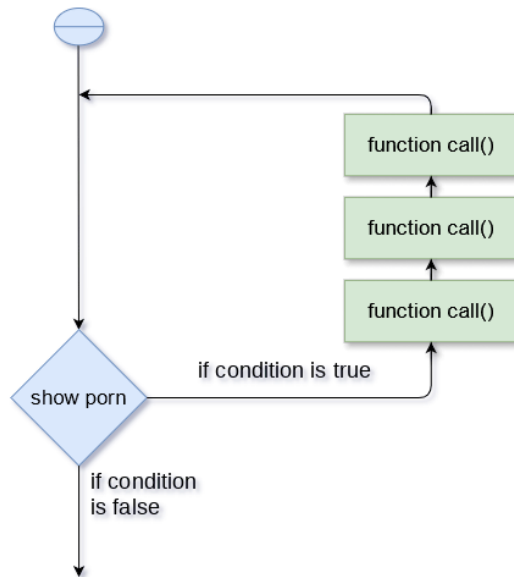 function call()
function call()
function call()
if condition is true
show porn
if condition
is false